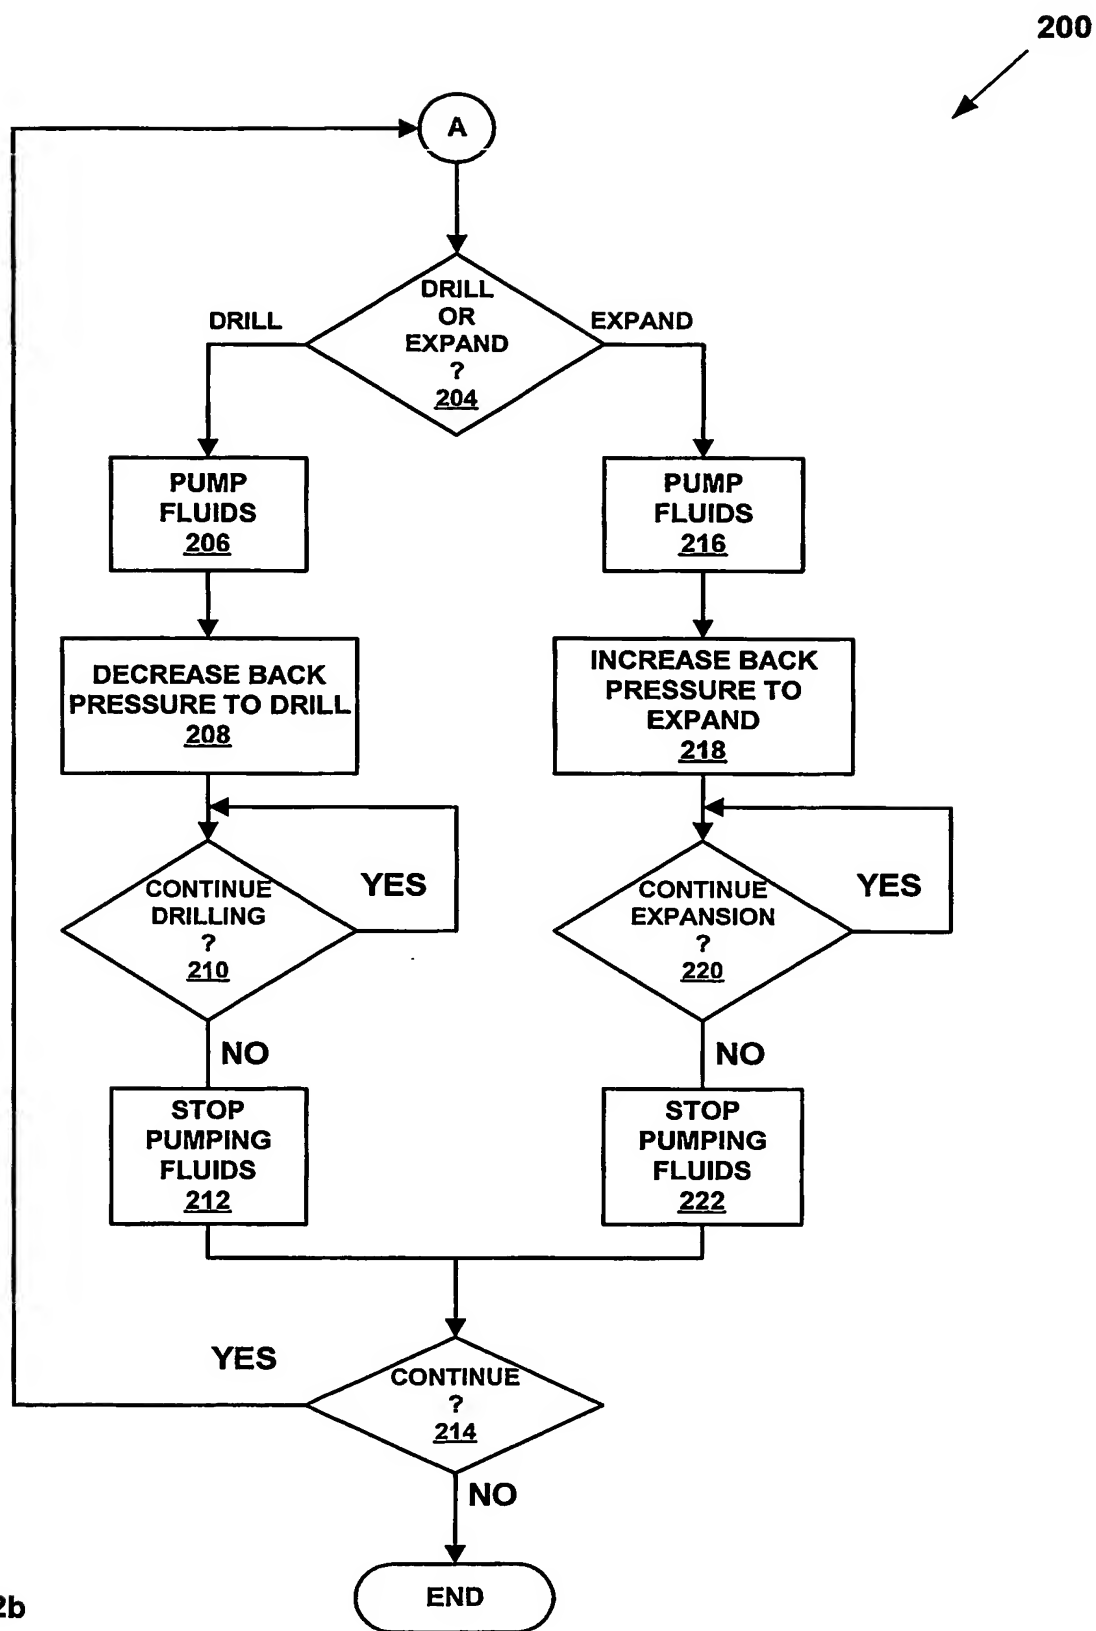 200
A
DRILL
OR
EXPAND
?
204
DRILL
EXPAND
PUMP
FLUIDS
206
PUMP
FLUIDS
216
DECREASE BACK
PRESSURE TO DRILL
208
INCREASE BACK
PRESSURE TO
EXPAND
218
CONTINUE
DRILLING
?
210
YES
CONTINUE
EXPANSION
?
220
YES
NO
NO
STOP
PUMPING
FLUIDS
212
STOP
PUMPING
FLUIDS
222
YES
CONTINUE
?
214
NO
END
2b